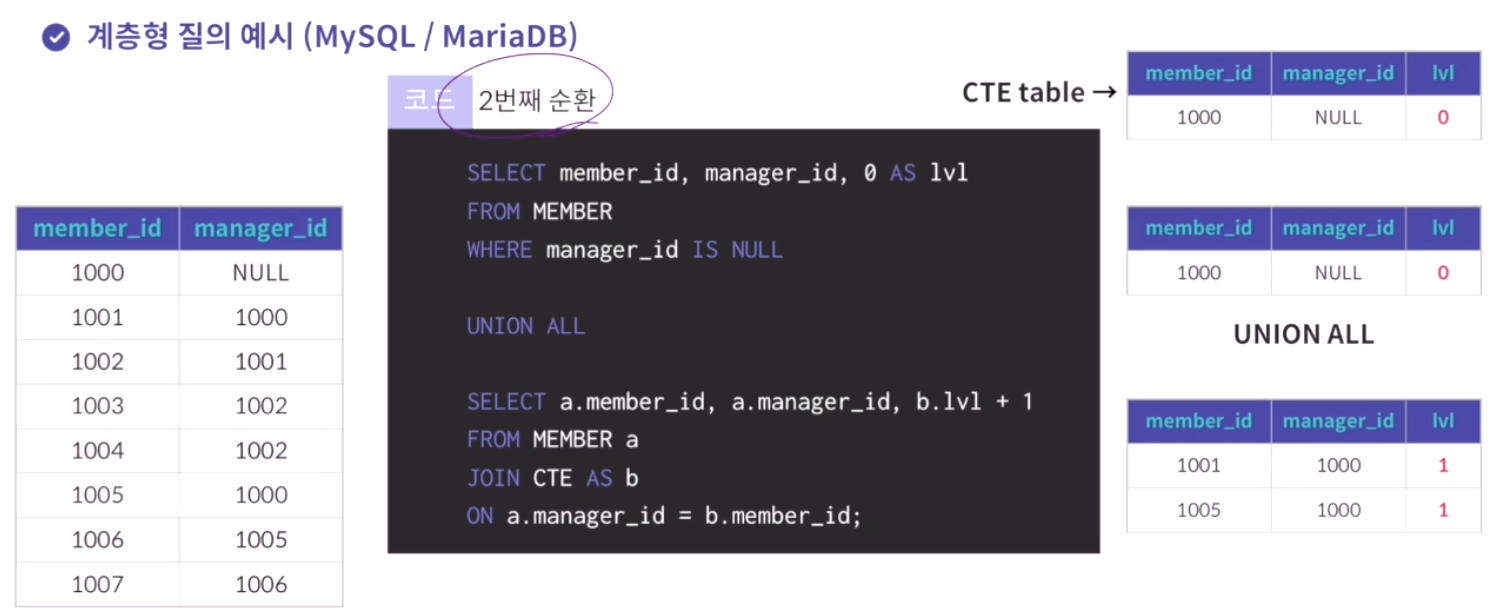 계층형 질의 예시 (MySQL / MariaDB)
코드 2번째 순환
member_id manager_id
1000 NULL
1001 1000
1002 1001
1003 1002
1004 1002
1005 1000
1006 1005
1007 1006
SELECT member_id, manager_id, 0 AS lvl
FROM MEMBER
WHERE manager_id IS NULL
UNION ALL
SELECT a.member_id, a.manager_id, b.lvl + 1
FROM MEMBER a
JOIN CTE AS b
ON a.manager_id = b.member_id;
CTE table →
member_id manager_id lvl
1000 NULL 0
member_id manager_id lvl
1000 NULL 0
UNION ALL
member_id manager_id lvl
1001 1000 1
1005 1000 1